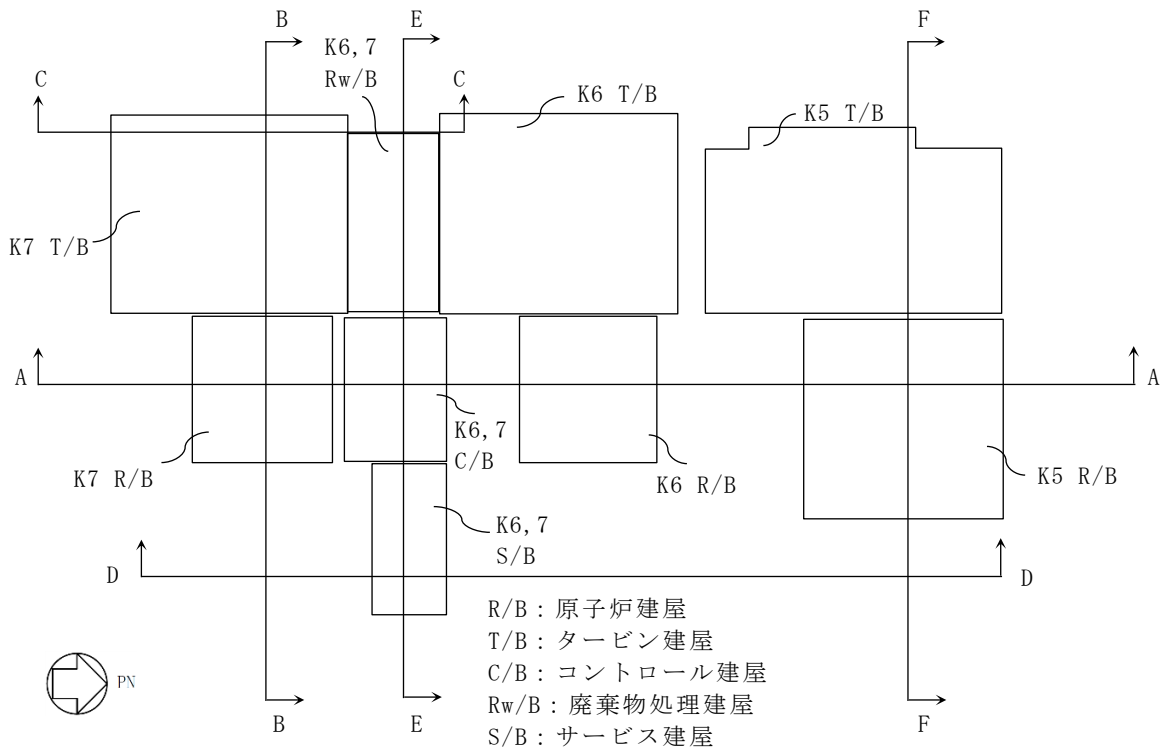 B
E
F
K6,7
Rw/B
C
C
K6 T/B
K5 T/B
K7 T/B
A
A
K6,7
C/B
K7 R/B
K6 R/B
K5 R/B
K6,7
S/B
D
D
R/B：原子炉建屋
T/B：タービン建屋
C/B：コントロール建屋
Rw/B：廃棄物処理建屋
S/B：サービス建屋
PN
B
E
F